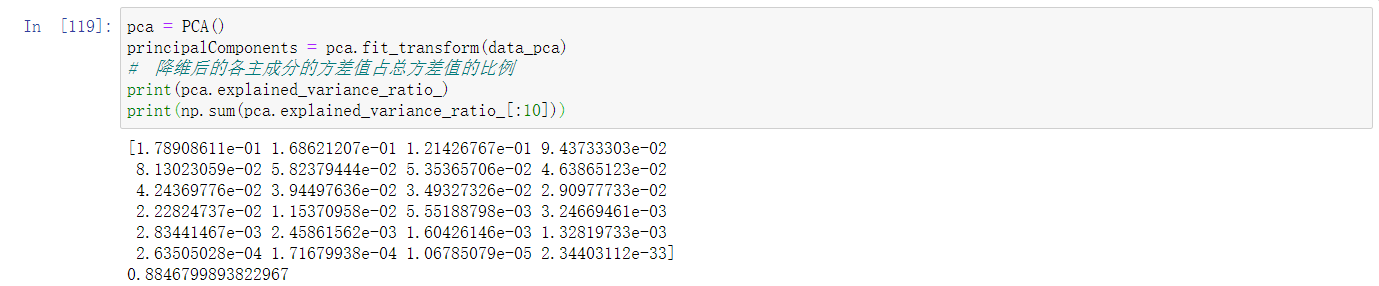 In [119]: pca = PCA()
principalComponents = pca.fit_transform(data_pca)
# 降维后的各主成分的方差值占总方差值的比例
print(pca.explained_variance_ratio_)
print(np.sum(pca.explained_variance_ratio_[:10]))
[1.78908611e-01 1.68621207e-01 1.21426767e-01 9.43733303e-02
8.13023059e-02 5.82379444e-02 5.35365706e-02 4.63865123e-02
4.24369776e-02 3.94497636e-02 3.49327326e-02 2.90977733e-02
2.22824737e-02 1.15370958e-02 5.55188798e-03 3.24669461e-03
2.83441467e-03 2.45861562e-03 1.60426146e-03 1.32819733e-03
2.63505028e-04 1.71679938e-04 1.06785079e-05 2.34403112e-33]
0.8846799893822967